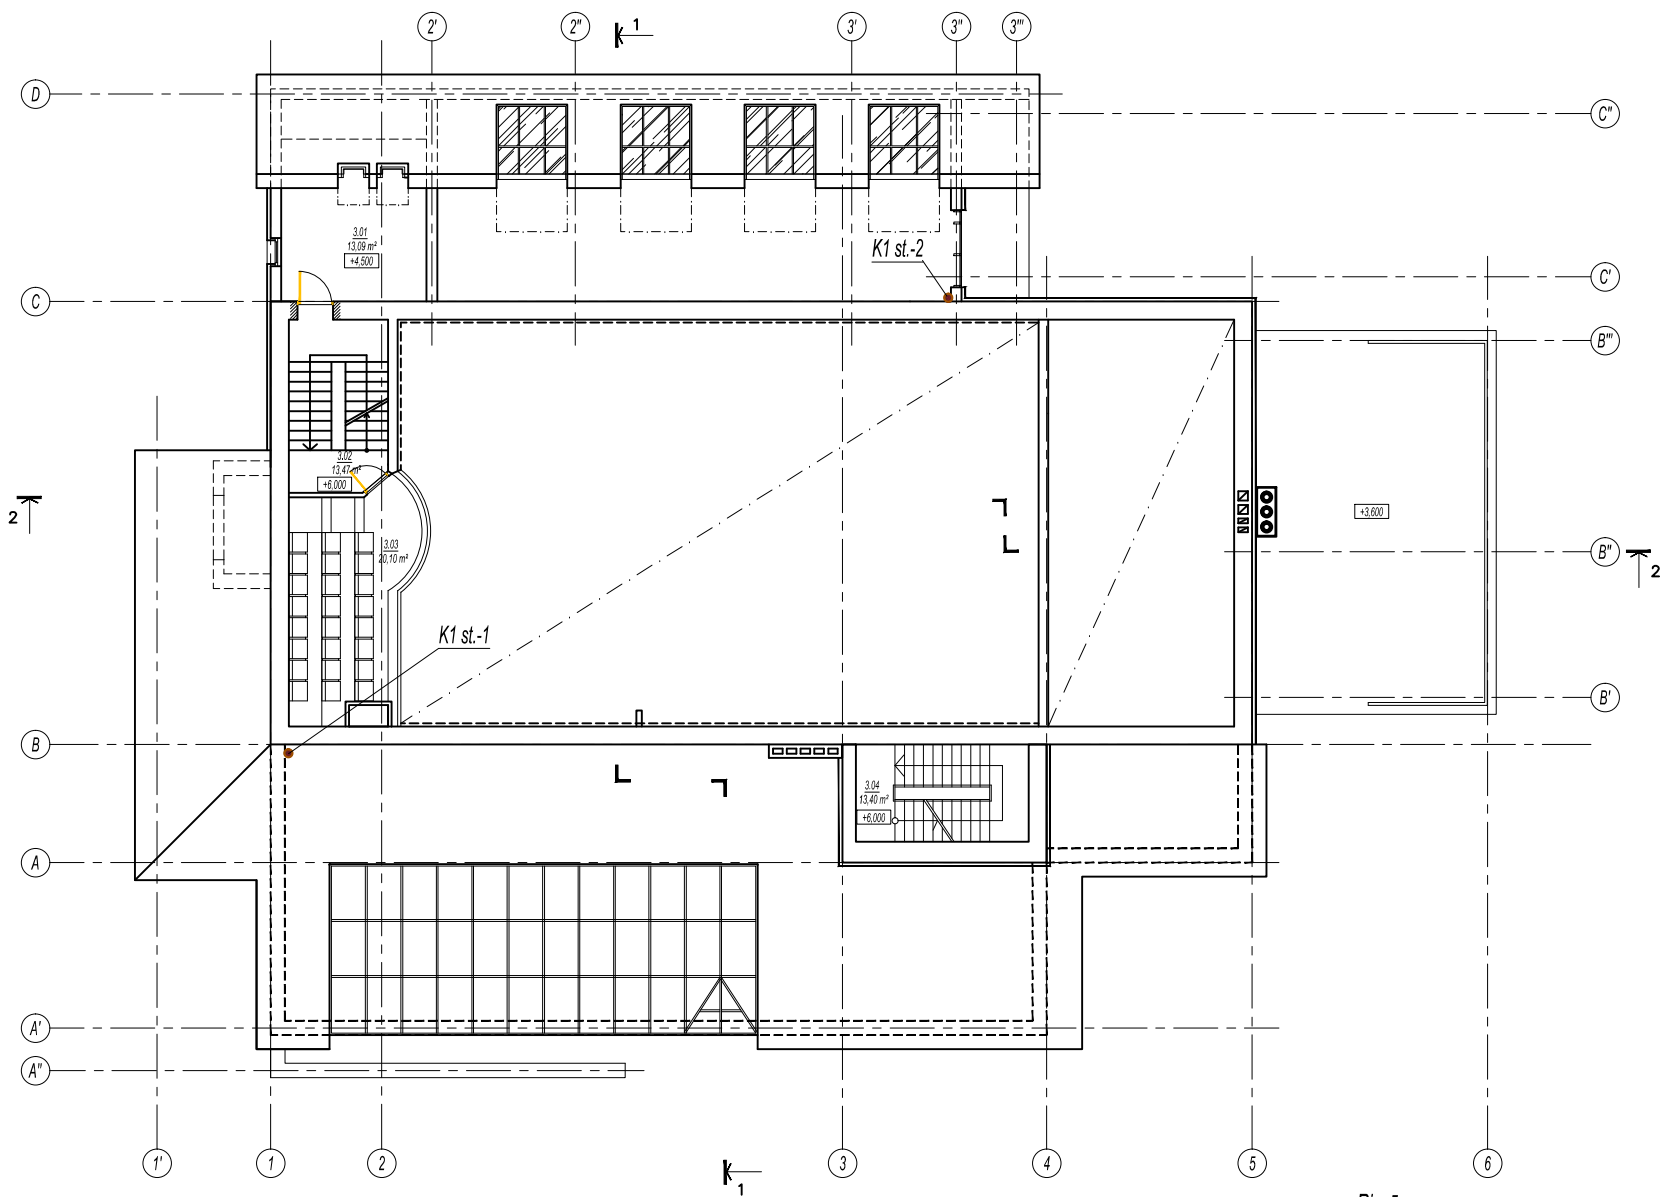 2' 2" 1 3' 3" 3'''
D
C"
3.01
13,09 m²
+4,500
K1 st.-2
C'
C
B'''
3.02
13,47 m²
+6,000
2
+3,600
3.03
20,10 m²
B"
2
K1 st.-1
B'
B
3.04
13,40 m²
+6,000
A
A'
A"
1' 1 2 1 3 4 5 6